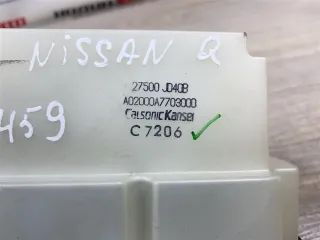 NISSAN Q
459
27500 JD40B
A02000A7703000
CalsonicKansei
C7206